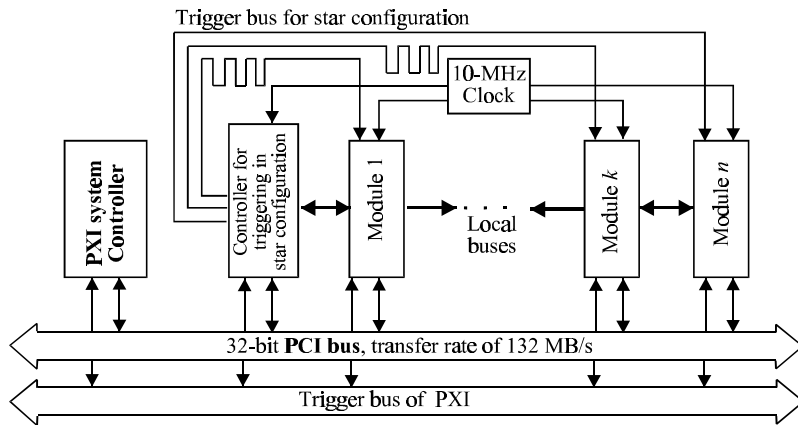 Trigger bus for star configuration
10-MHz
Clock
PXI system
Controller
Controller for
triggering in
star configuration
Module 1
. . . .
Local
buses
Module k
Module n
32-bit PCI bus, transfer rate of 132 MB/s
Trigger bus of PXI